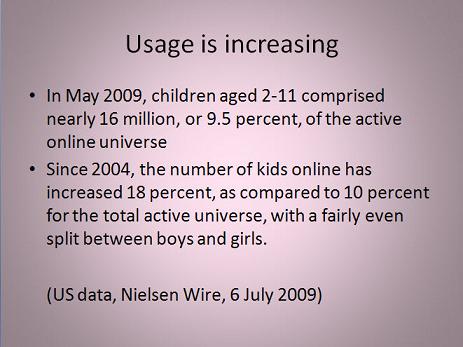 Usage is increasing
• In May 2009, children aged 2-11 comprised
nearly 16 million, or 9.5 percent, of the active
online universe
• Since 2004, the number of kids online has
increased 18 percent, as compared to 10 percent
for the total active universe, with a fairly even
split between boys and girls.
(US data, Nielsen Wire, 6 July 2009)